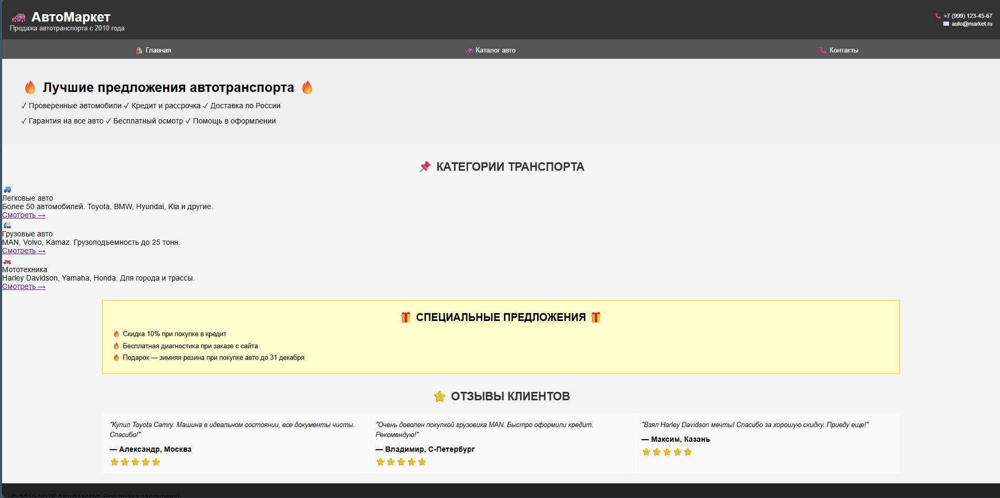 АвтоМаркет
Продажа автотранспорта с 2010 года
+7 (999) 123-45-67
auto@market.ru
Главная
Каталог авто
Контакты
Лучшие предложения автотранспорта
✓ Проверенные автомобили ✓ Кредит и рассрочка ✓ Доставка по России
✓ Гарантия на все авто ✓ Бесплатный осмотр ✓ Помощь в оформлении
КАТЕГОРИИ ТРАНСПОРТА
Легковые авто
Более 50 автомобилей. Toyota, BMW, Hyundai, Kia и другие.
Смотреть →
Грузовые авто
MAN, Volvo, Kamaz. Грузоподъемность до 25 тонн.
Смотреть →
Мототехника
Harley Davidson, Yamaha, Honda. Для города и трассы.
Смотреть →
СПЕЦИАЛЬНЫЕ ПРЕДЛОЖЕНИЯ
Скидка 10% при покупке в кредит
Бесплатная диагностика при заказе с сайта
Подарок — зимняя резина при покупке авто до 31 декабря
ОТЗЫВЫ КЛИЕНТОВ
"Купил Toyota Camry. Машина в идеальном состоянии, все документы чисты.
Спасибо!"
— Александр, Москва
"Очень доволен покупкой грузовика MAN. Быстро оформили кредит.
Рекомендую!"
— Владимир, С-Петербург
"Взял Harley Davidson мечты! Спасибо за хорошую скидку. Приеду еще!"
— Максим, Казань
© 2010-2026 АвтоМаркет. Все права защищены.